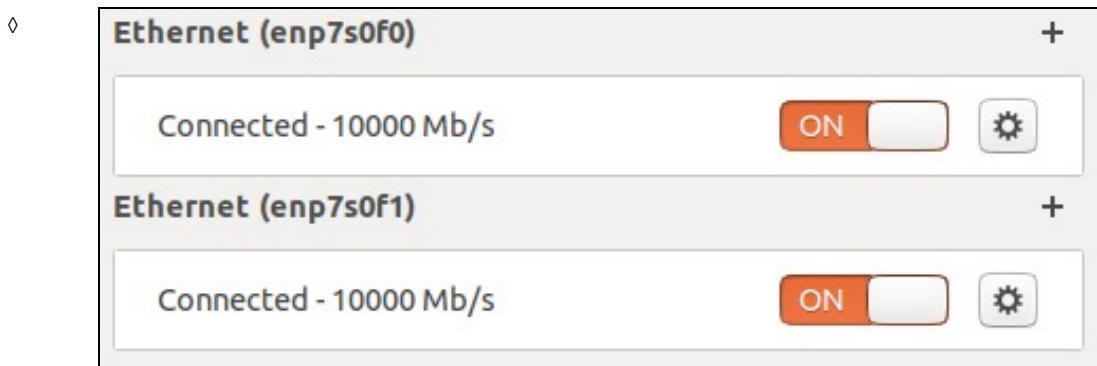 ◊
Ethernet (enp7s0f0) +
Connected - 10000 Mb/s ON
Ethernet (enp7s0f1) +
Connected - 10000 Mb/s ON